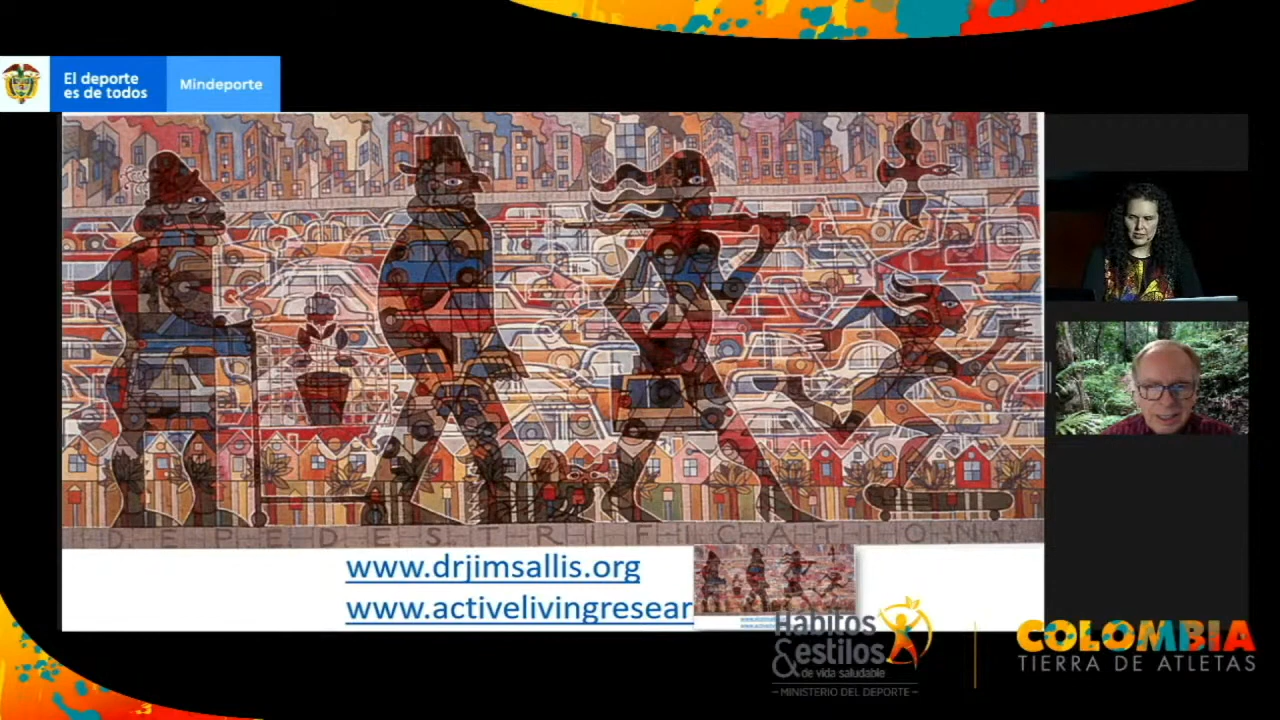 El deporte
es de todos
Mindeporte
DEPEDESTRIFICATION
www.drjimsallis.org
www.activelivingresear
Hábitos
&estilos
de vida saludable
MINISTERIO DEL DEPORTE
COLOMBIA
TIERRA DE ATLETAS